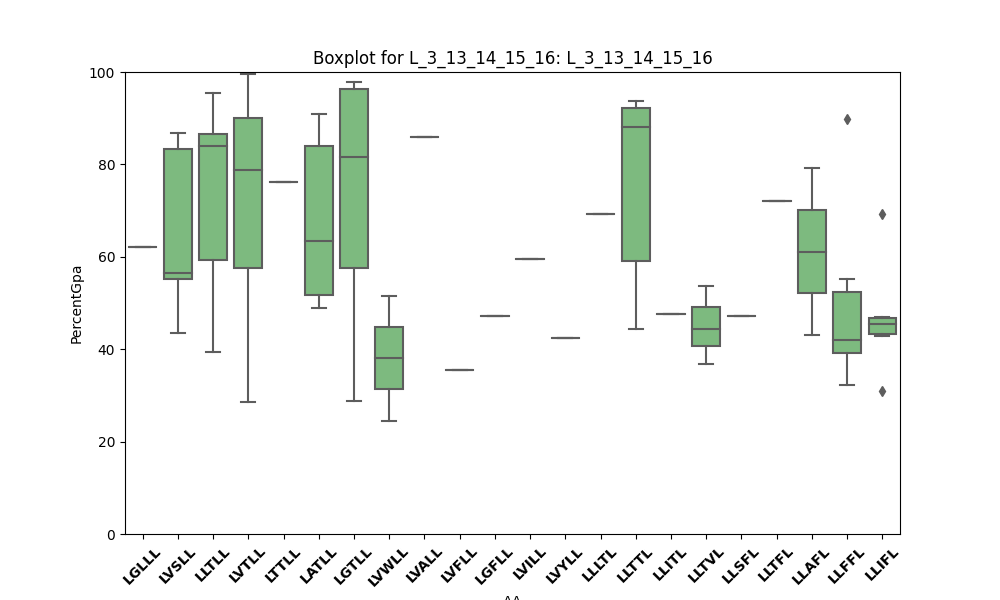 Boxplot for L_3_13_14_15_16: L_3_13_14_15_16
PercentGpa
100
80
60
40
20
0
LGLLL LVSLL LLTLL LVTLL LTTLL LATLL LGTLL LVWLL LVALL LVFLL LGFLL LVILL LVYLL LLLTL LLTTL LLITL LLTVL LLSFL LLTFL LLAFL LLFFL LLIFL
AA